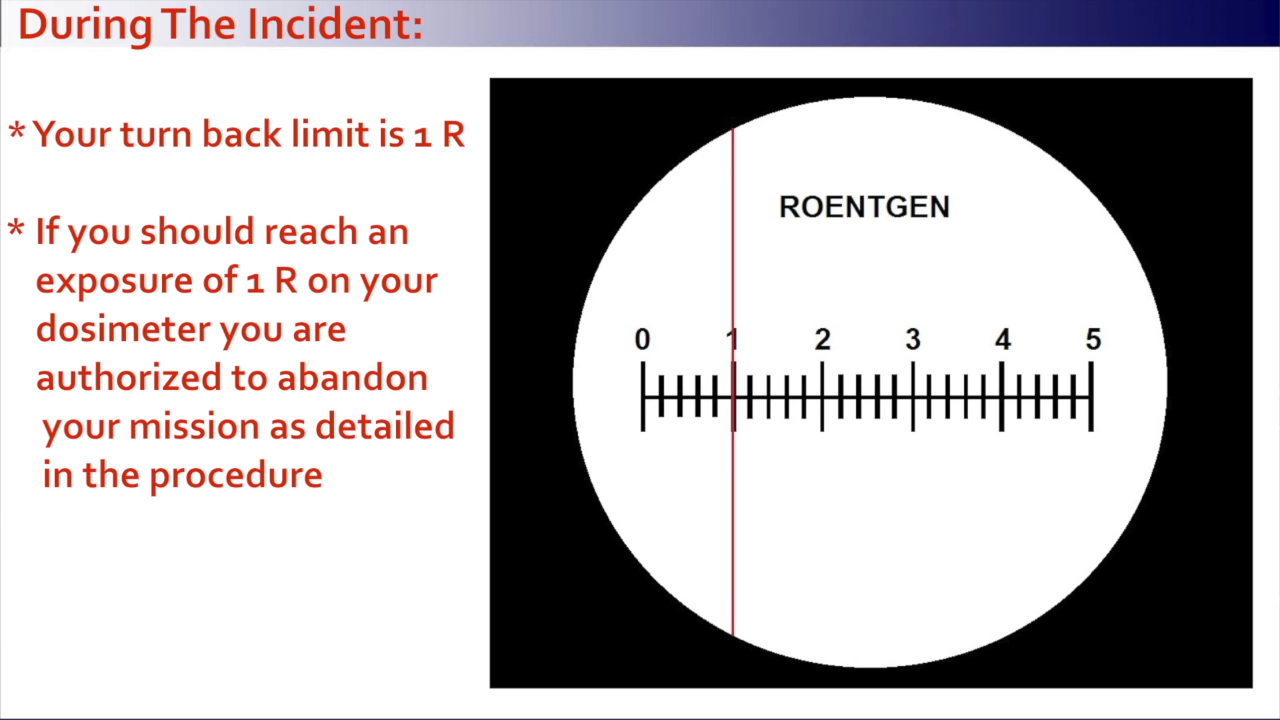 During The Incident:
* Your turn back limit is 1 R
* If you should reach an
exposure of 1 R on your
dosimeter you are
authorized to abandon
your mission as detailed
in the procedure
ROENTGEN
0 1 2 3 4 5